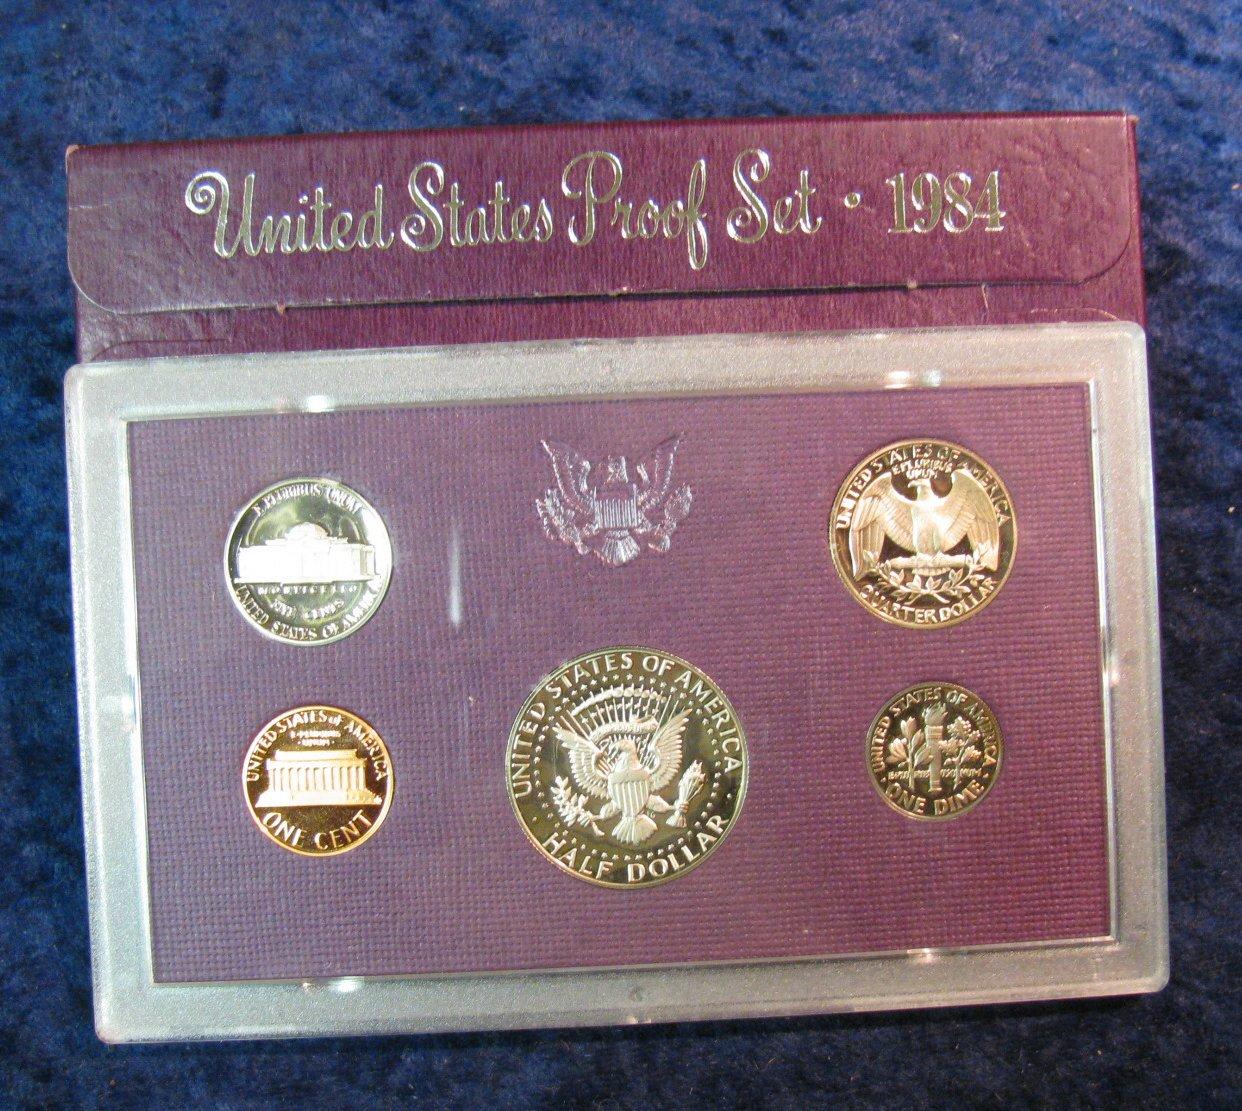 United States Proof Set · 1984
E PLURIBUS UNUM
MONTICELLO
FIVE CENTS
UNITED STATES OF AMERICA
UNITED STATES OF AMERICA
E PLURIBUS
UNUM
QUARTER DOLLAR
UNITED STATES of AMERICA
ONE CENT
UNITED STATES OF AMERICA
HALF DOLLAR
UNITED STATES OF AMERICA
ONE DIME